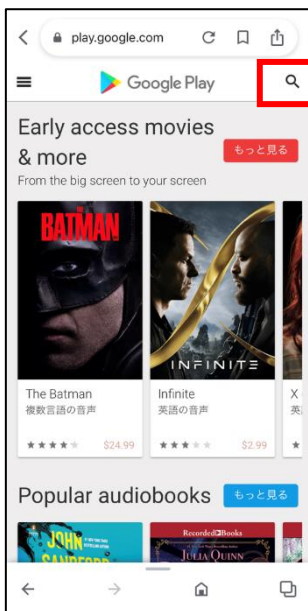 play.google.com
Google Play
Early access movies
& more
もっと見る
From the big screen to your screen
BATMAN
INFINITE
The Batman
複数言語の音声
$24.99
Infinite
英語の音声
$2.99
X
英
Popular audiobooks
もっと見る
JOHN
SANDFORD
Recorded Books
JULIA QUINN